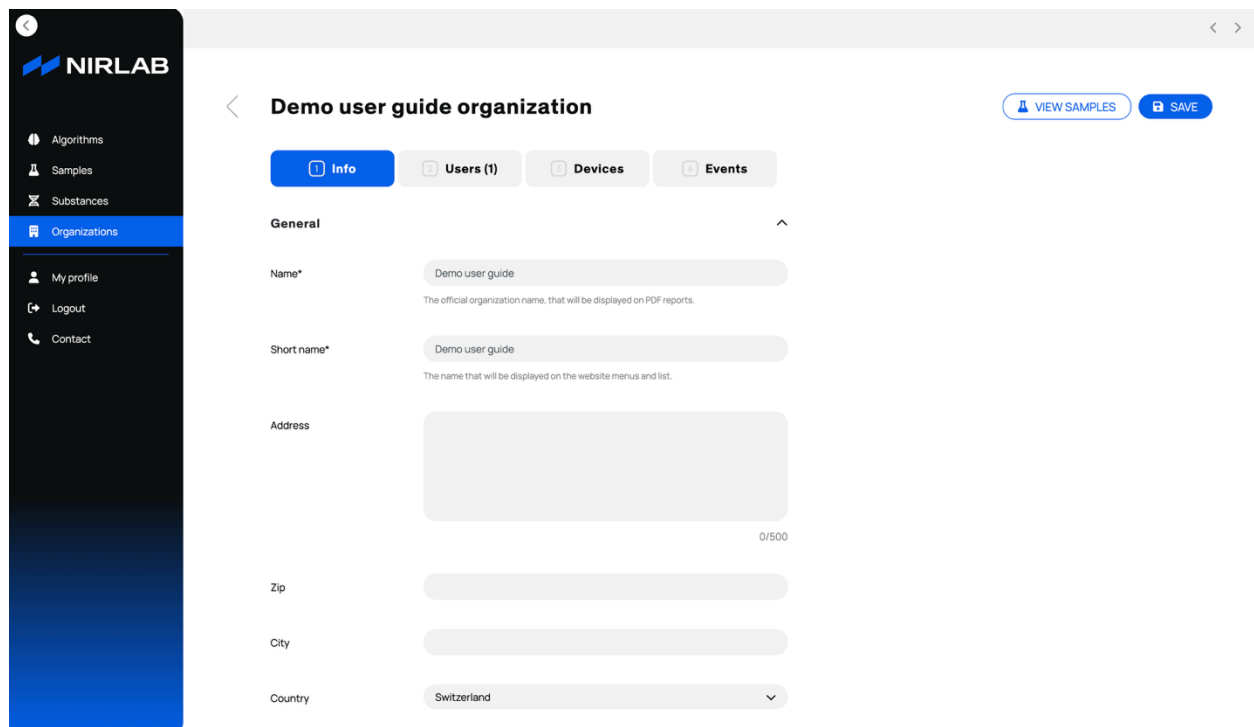 NIRLAB
Algorithms
Samples
Substances
Organizations
My profile
Logout
Contact
Demo user guide organization
VIEW SAMPLES
SAVE
1 Info
2 Users (1)
3 Devices
4 Events
General
Name*
Demo user guide
The official organization name, that will be displayed on PDF reports.
Short name*
Demo user guide
The name that will be displayed on the website menus and list.
Address
0/500
Zip
City
Country
Switzerland